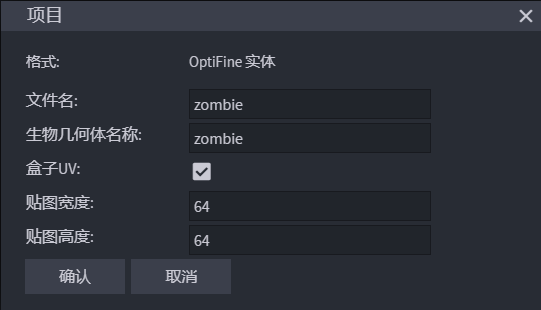 项目
格式: OptiFine 实体
文件名: zombie
生物几何体名称: zombie
盒子UV:
贴图宽度: 64
贴图高度: 64
确认 取消